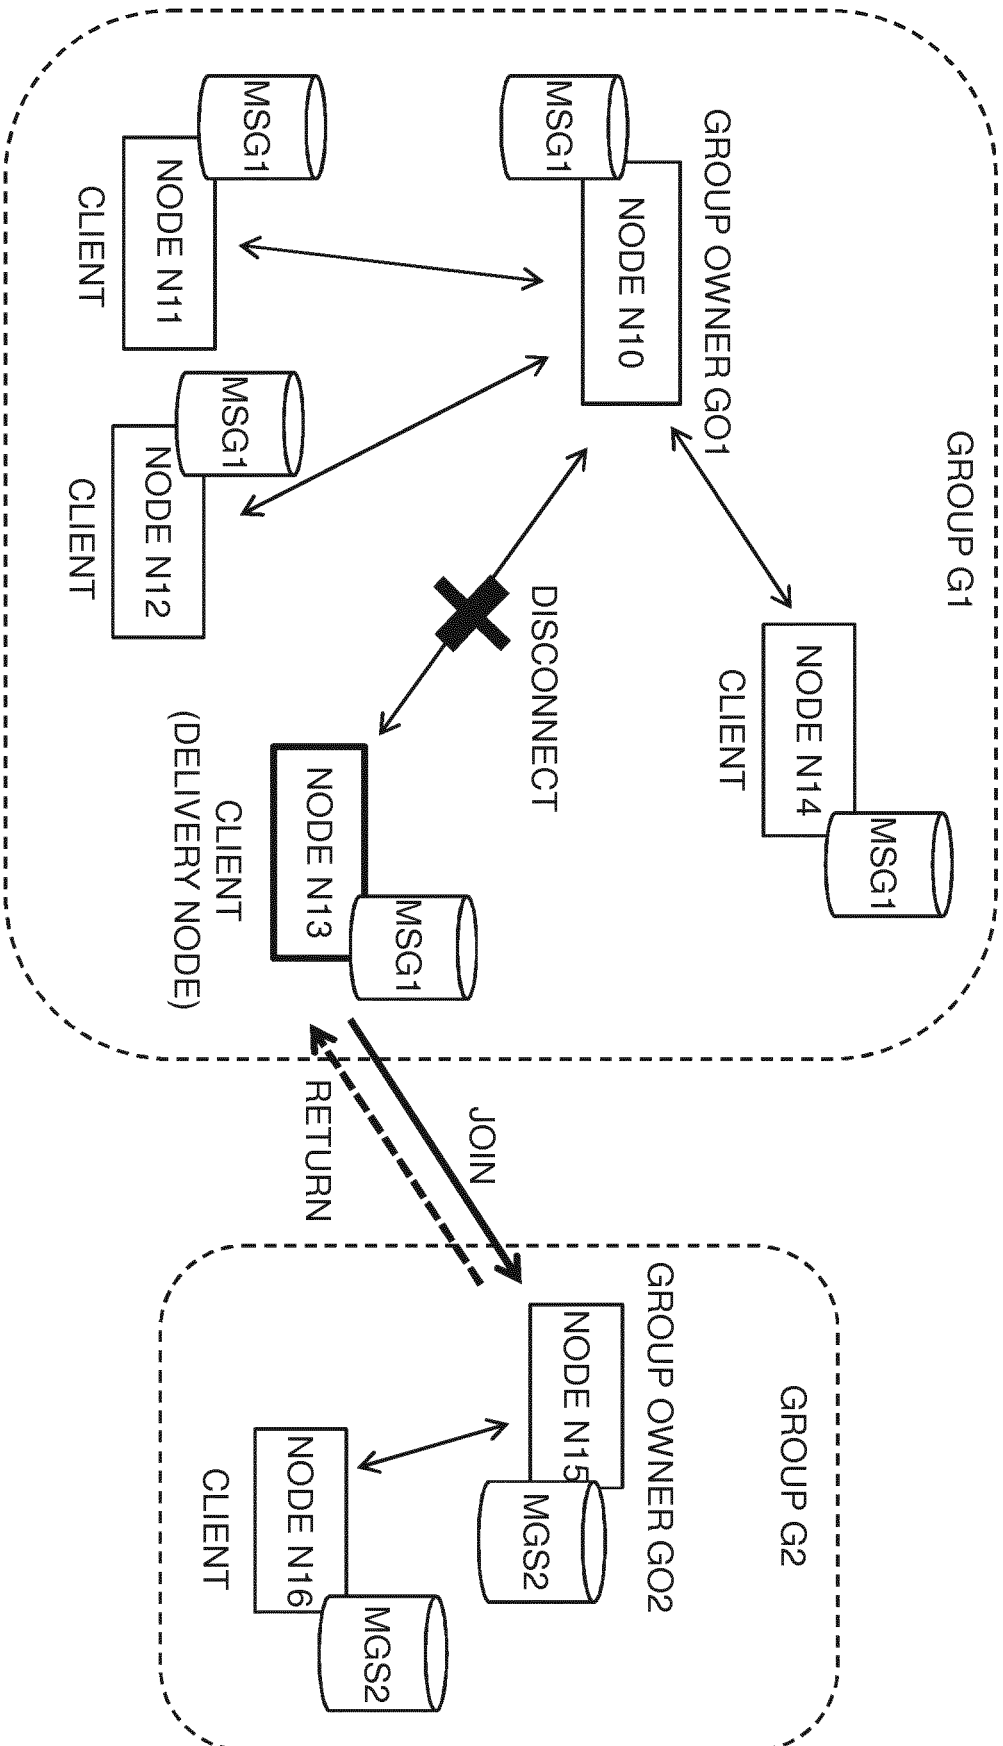 GROUP G1
GROUP OWNER GO1
NODE N10
MSG1
NODE N14
CLIENT
MSG1
MSG1
NODE N11
CLIENT
MSG1
NODE N12
CLIENT
DISCONNECT
NODE N13
MSG1
CLIENT
(DELIVERY NODE)
JOIN
RETURN
GROUP G2
GROUP OWNER GO2
NODE N15
MGS2
NODE N16
MGS2
CLIENT